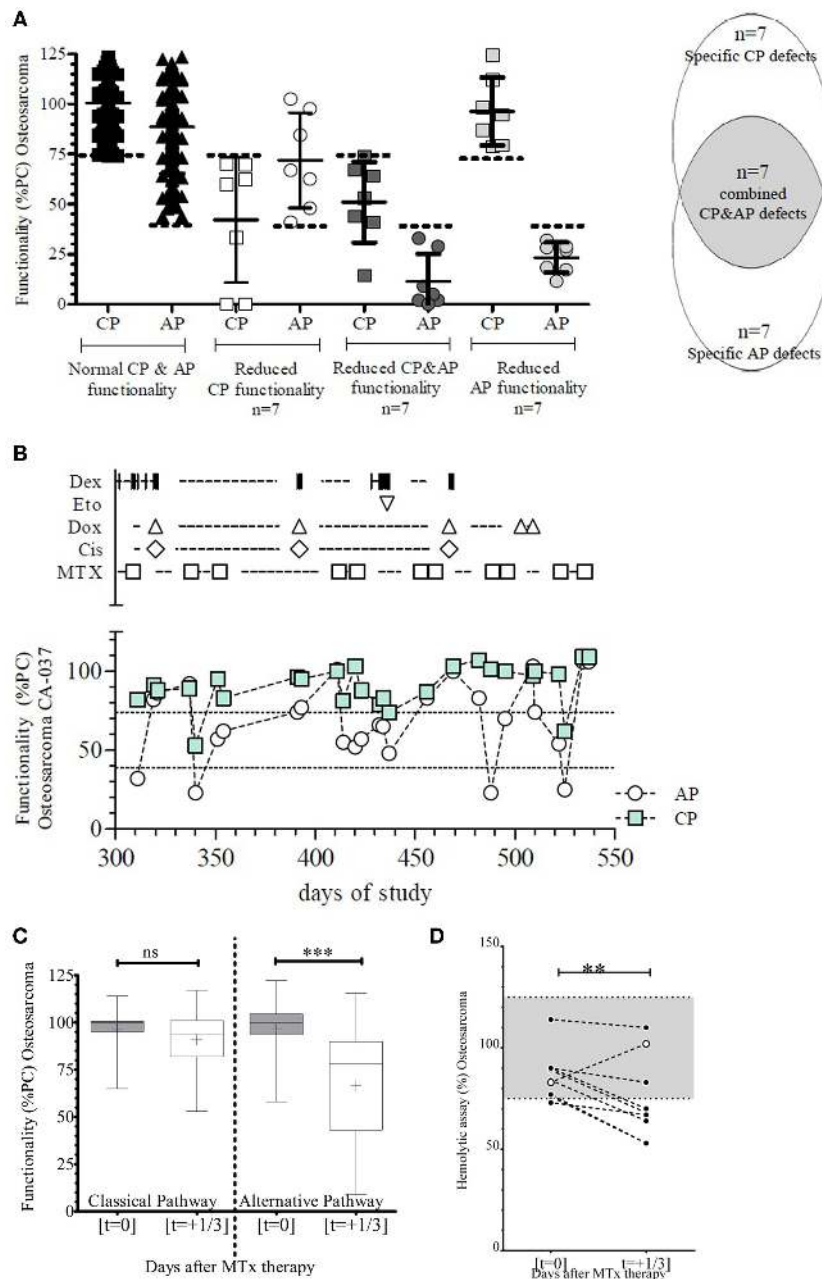 A
Functionality (%PC) Osteosarcoma
125
100
75
50
25
0
CP
AP
CP
AP
CP
AP
CP
AP
Normal CP & AP
functionality
Reduced
CP functionality
n=7
Reduced CP&AP
functionality
n=7
Reduced
AP functionality
n=7
n=7
Specific CP defects
n=7
combined
CP&AP defects
n=7
Specific AP defects
B
Dex
Eto
Dox
Cis
MTX
Functionality (%PC)
Osteosarcoma CA-037
100
50
0
300
350
400
450
500
550
days of study
AP
CP
C
Functionality (%PC) Osteosarcoma
125
100
75
50
25
0
ns
***
Classical Pathway
Alternative Pathway
[t=0]
[t=+1/3]
[t=0]
[t=+1/3]
Days after MTx therapy
D
Hemolytic assay (%) Osteosarcoma
150
100
50
0
**
[t=0]
t=+1/3]
Days after MTx therapy